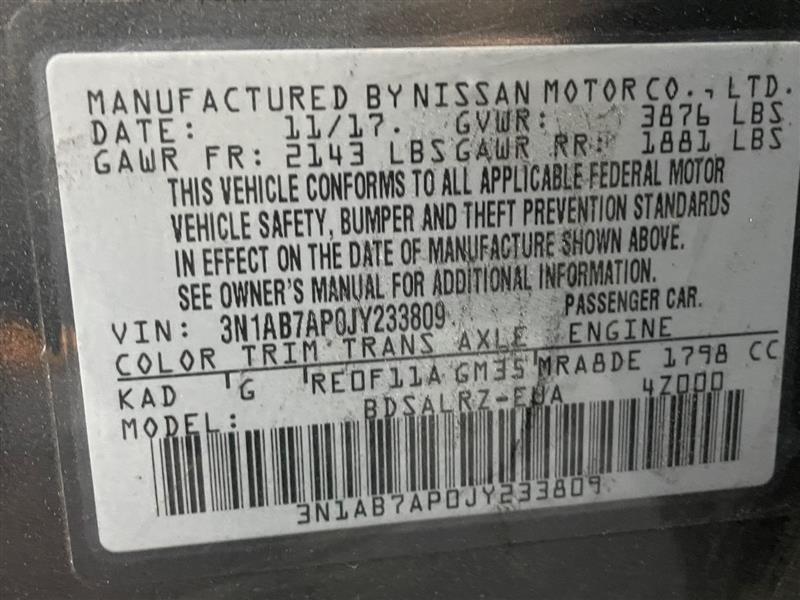 MANUFACTURED BY NISSAN MOTOR CO., LTD.
DATE: 11/17. GVWR: 3876 LBS
GAWR FR: 2143 LBS GAWR RR: 1881 LBS
THIS VEHICLE CONFORMS TO ALL APPLICABLE FEDERAL MOTOR
VEHICLE SAFETY, BUMPER AND THEFT PREVENTION STANDARDS
IN EFFECT ON THE DATE OF MANUFACTURE SHOWN ABOVE.
SEE OWNER'S MANUAL FOR ADDITIONAL INFORMATION.
VIN: 3N1AB7AP0JY233809 PASSENGER CAR.
COLOR TRIM TRANS AXLE ENGINE
KAD G RE0F11A GM35 MRA8DE 1798 CC
MODEL: BDSALRZ-EUA 4Z000
3N1AB7AP0JY233809